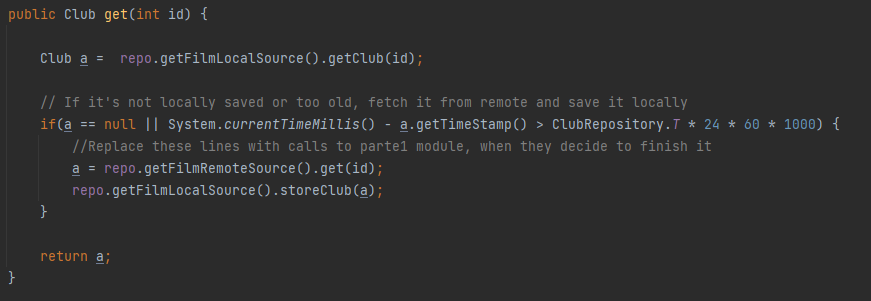 public Club get(int id) {
Club a =  repo.getFilmLocalSource().getClub(id);
// If it's not locally saved or too old, fetch it from remote and save it locally
if(a == null || System.currentTimeMillis() - a.getTimeStamp() > ClubRepository.T * 24 * 60 * 1000) {
//Replace these lines with calls to parte1 module, when they decide to finish it
a = repo.getFilmRemoteSource().get(id);
repo.getFilmLocalSource().storeClub(a);
}
return a;
}